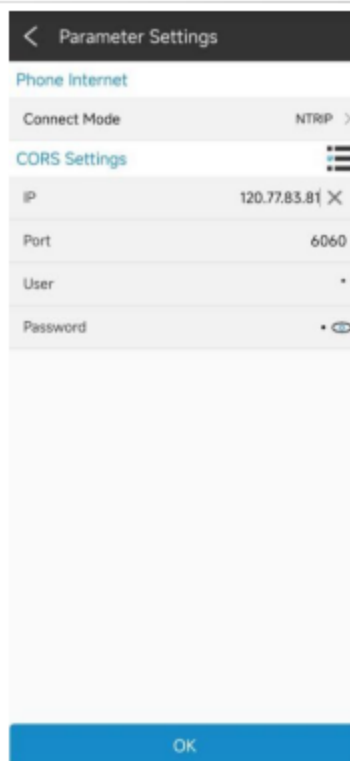 Parameter Settings
Phone Internet
Connect Mode NTRIP
CORS Settings
IP 120.77.83.81
Port 6060
User *
Password •
OK